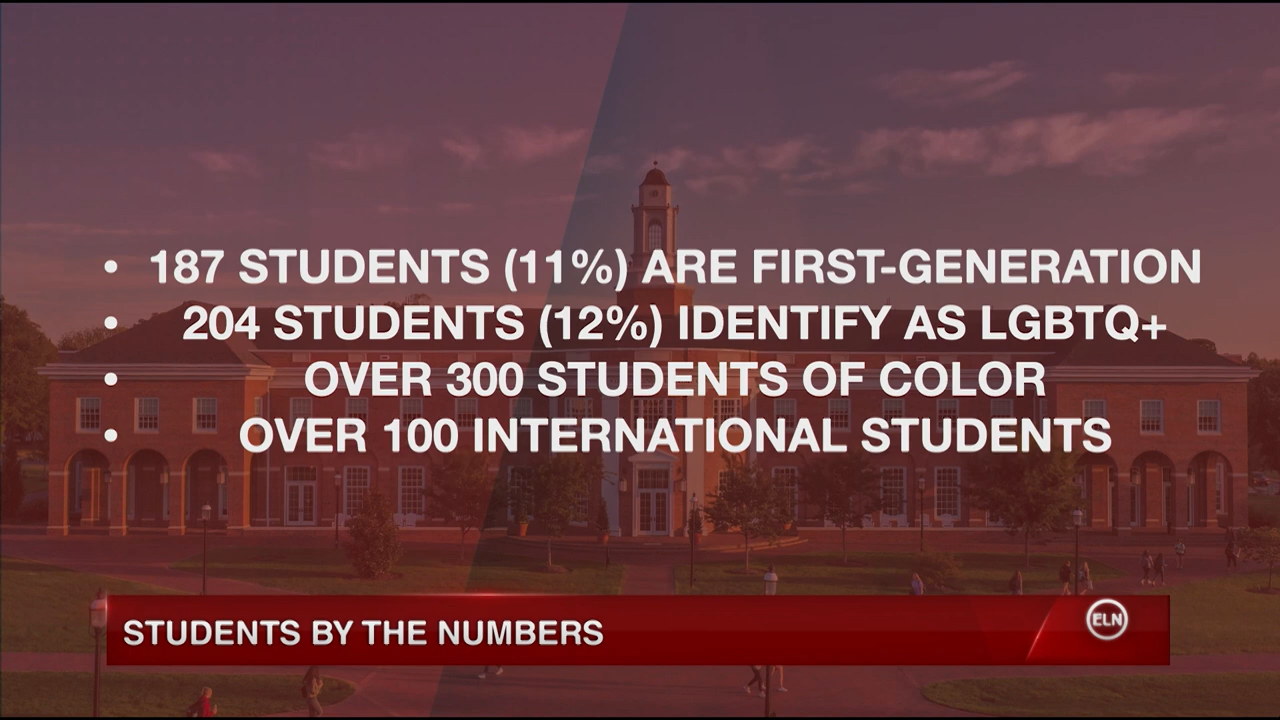 • 187 STUDENTS (11%) ARE FIRST-GENERATION
• 204 STUDENTS (12%) IDENTIFY AS LGBTQ+
• OVER 300 STUDENTS OF COLOR
• OVER 100 INTERNATIONAL STUDENTS
STUDENTS BY THE NUMBERS
ELN